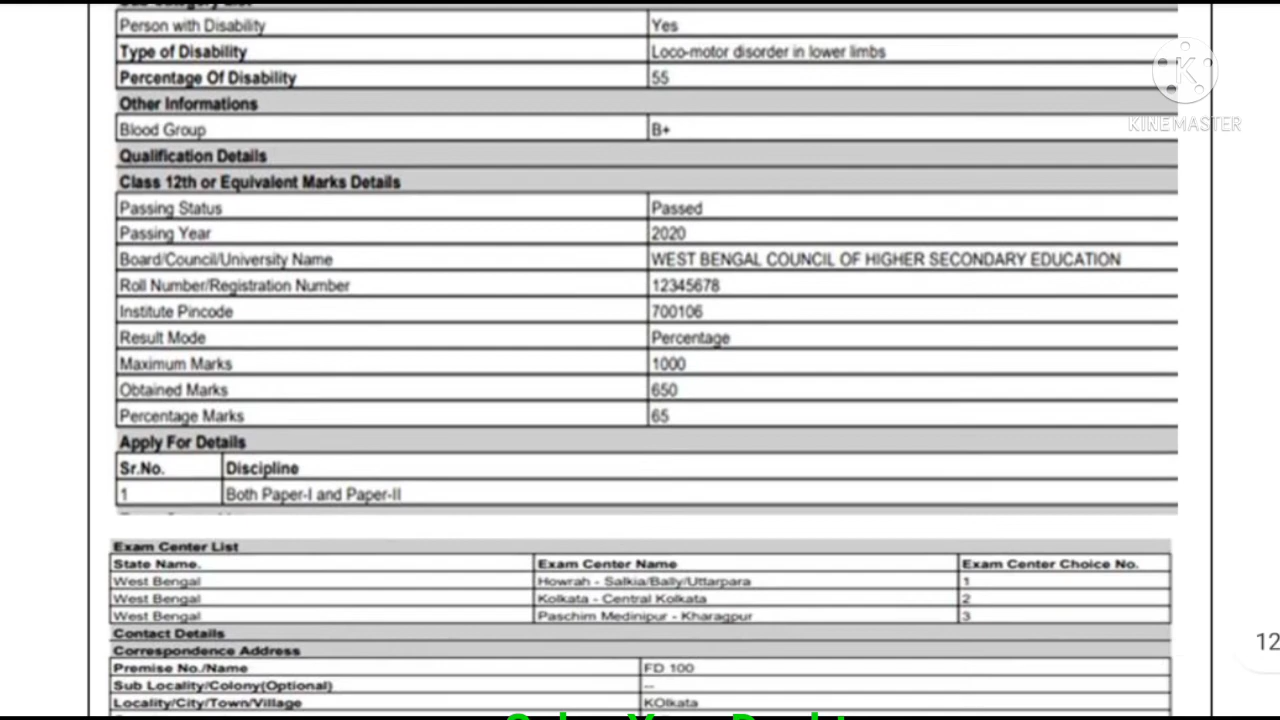 Person with Disability Yes
Type of Disability Loco-motor disorder in lower limbs
Percentage Of Disability 55
Other Informations
Blood Group B+
Qualification Details
Class 12th or Equivalent Marks Details
Passing Status Passed
Passing Year 2020
Board/Council/University Name WEST BENGAL COUNCIL OF HIGHER SECONDARY EDUCATION
Roll Number/Registration Number 12345678
Institute Pincode 700106
Result Mode Percentage
Maximum Marks 1000
Obtained Marks 650
Percentage Marks 65
Apply For Details
Sr.No. Discipline
1 Both Paper-I and Paper-II
Exam Center List
State Name. Exam Center Name Exam Center Choice No.
West Bengal Howrah - Salkia/Bally/Uttarpara 1
West Bengal Kolkata - Central Kolkata 2
West Bengal Paschim Medinipur - Kharagpur 3
Contact Details
Correspondence Address
Premise No./Name FD 100
Sub Locality/Colony(Optional) --
Locality/City/Town/Village KOlkata
K
KINEMASTER
12